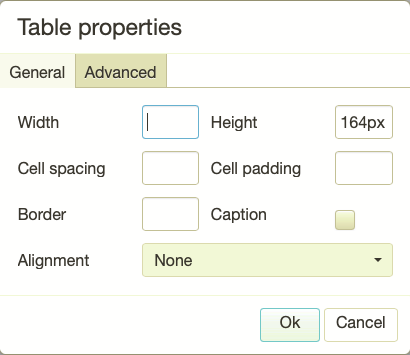 Table properties
General Advanced
Width Height 164px
Cell spacing Cell padding
Border Caption
Alignment None
Ok Cancel